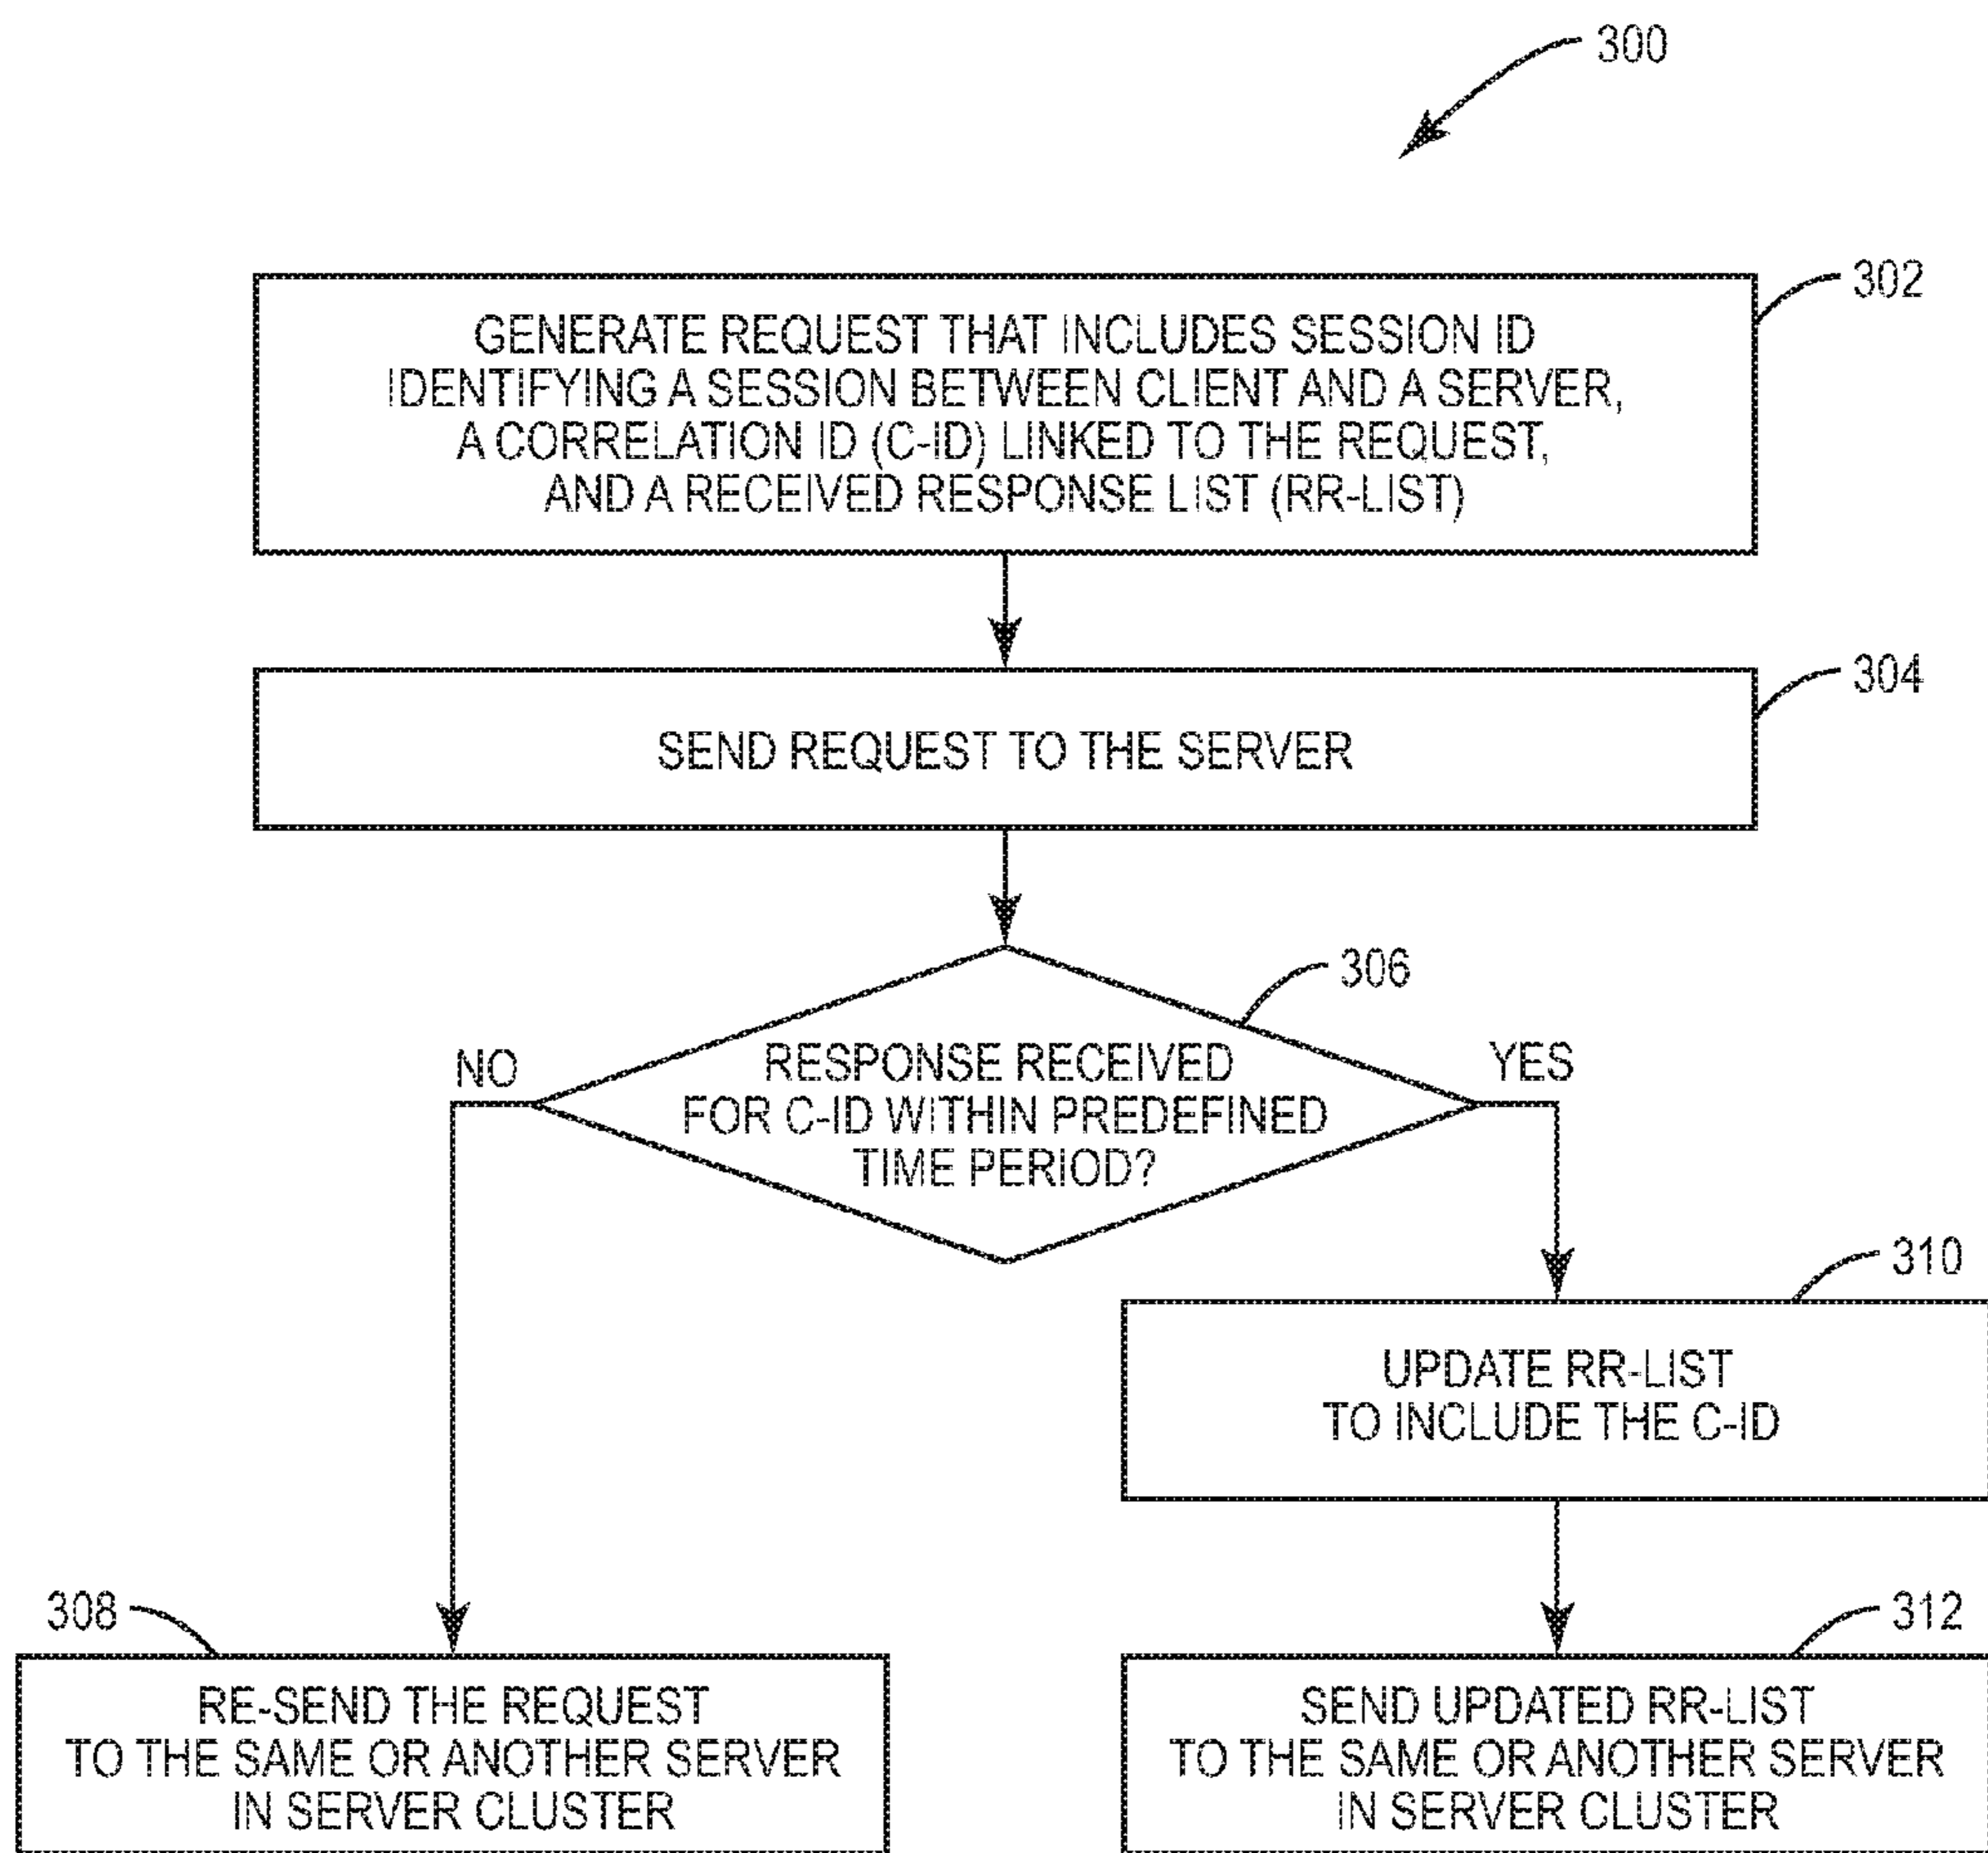 300
302
GENERATE REQUEST THAT INCLUDES SESSION ID
IDENTIFYING A SESSION BETWEEN CLIENT AND A SERVER,
A CORRELATION ID (C-ID) LINKED TO THE REQUEST,
AND A RECEIVED RESPONSE LIST (RR-LIST)
304
SEND REQUEST TO THE SERVER
306
NO
YES
RESPONSE RECEIVED
FOR C-ID WITHIN PREDEFINED
TIME PERIOD?
310
UPDATE RR-LIST
TO INCLUDE THE C-ID
308
RE-SEND THE REQUEST
TO THE SAME OR ANOTHER SERVER
IN SERVER CLUSTER
312
SEND UPDATED RR-LIST
TO THE SAME OR ANOTHER SERVER
IN SERVER CLUSTER